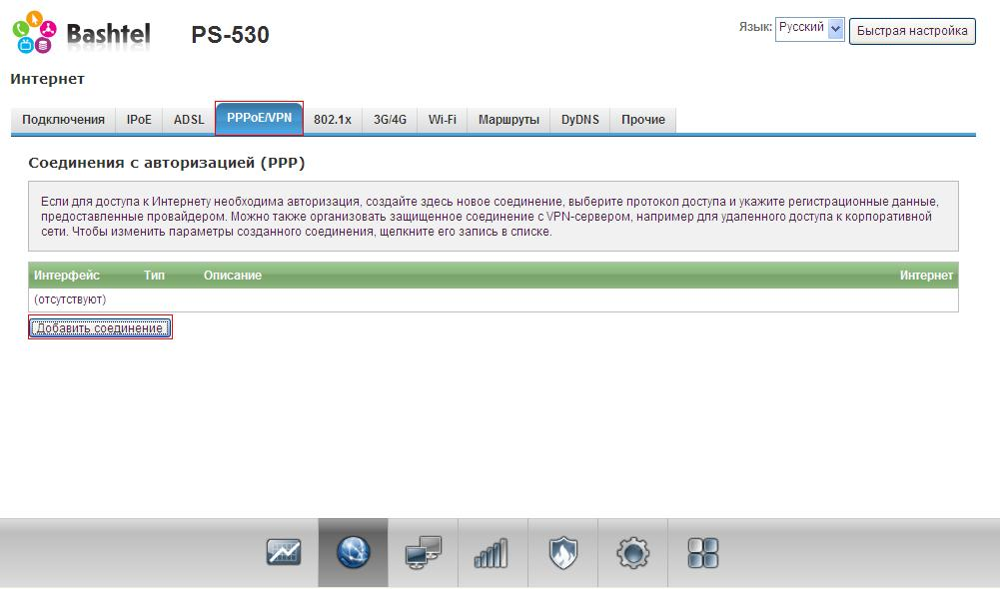 Bashtel PS-530 Язык: Русский Быстрая настройка
Интернет
Подключения IPoE ADSL PPPoE/VPN 802.1x 3G/4G Wi-Fi Маршруты DyDNS Прочие
Соединения с авторизацией (PPP)
Если для доступа к Интернету необходима авторизация, создайте здесь новое соединение, выберите протокол доступа и укажите регистрационные данные,
предоставленные провайдером. Можно также организовать защищенное соединение с VPN-сервером, например для удаленного доступа к корпоративной
сети. Чтобы изменить параметры созданного соединения, щелкните его запись в списке.
Интерфейс Тип Описание Интернет
(отсутствуют)
Добавить соединение